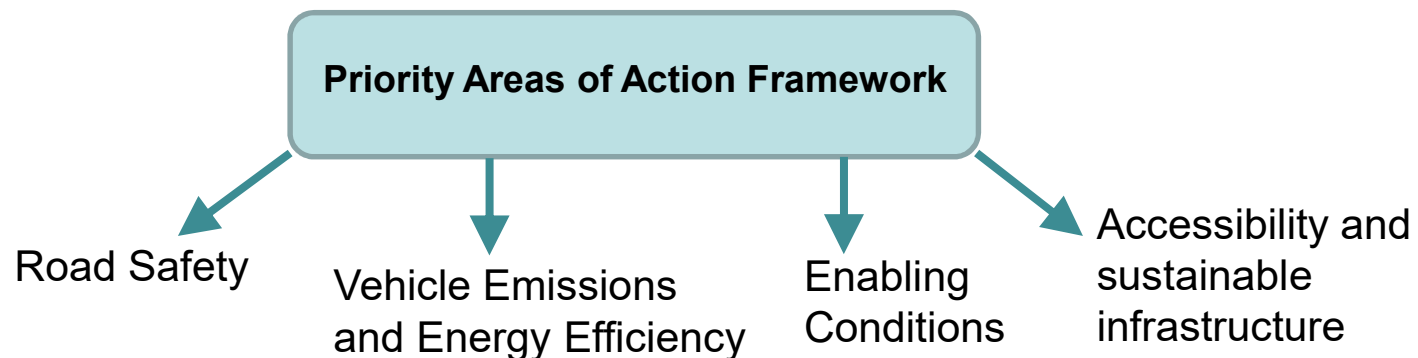 Priority Areas of Action Framework
Road Safety
Vehicle Emissions
and Energy Efficiency
Enabling
Conditions
Accessibility and
sustainable
infrastructure